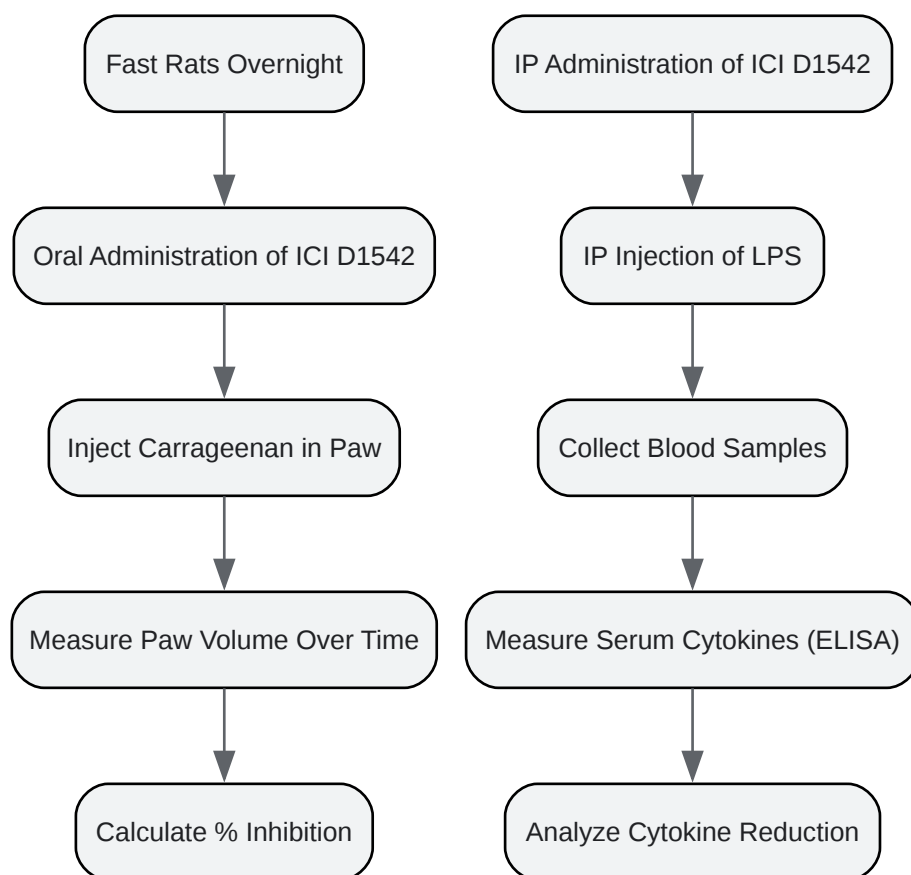 Fast Rats Overnight
Oral Administration of ICI D1542
Inject Carrageenan in Paw
Measure Paw Volume Over Time
Calculate % Inhibition
IP Administration of ICI D1542
IP Injection of LPS
Collect Blood Samples
Measure Serum Cytokines (ELISA)
Analyze Cytokine Reduction